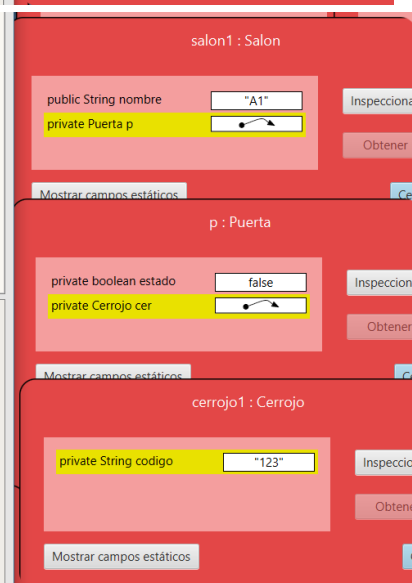 salon1 : Salon
public String nombre "A1" Inspecciona
private Puerta p
Obtener
Mostrar campos estáticos Ce
p : Puerta
private boolean estado false Inspeccion
private Cerrojo cer
Obtener
Mostrar campos estáticos
cerrojo1 : Cerrojo
private String codigo "123" Inspeccio
Obtene
Mostrar campos estáticos